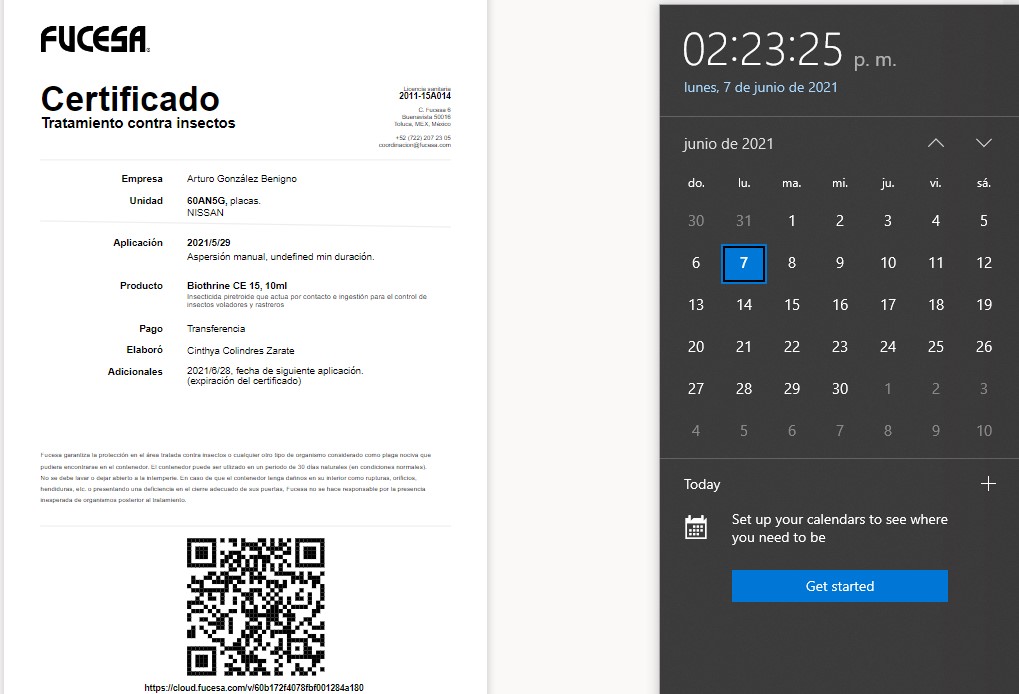 FUCESA
Certificado
Tratamiento contra insectos
Licencia sanitaria
2011-15A014
C. Fucesa 6
Buenavista 50016
Toluca, MEX, México
+52 (722) 207 23 05
coordinacion@fucesa.com
Empresa Arturo González Benigno
Unidad 60AN5G, placas.
NISSAN
Aplicación 2021/5/29
Aspersión manual, undefined min duración.
Producto Biothrine CE 15, 10ml
Insecticida piretroide que actua por contacto e ingestión para el control de
insectos voladores y rastreros
Pago Transferencia
Elaboró Cinthya Colindres Zarate
Adicionales 2021/6/28, fecha de siguiente aplicación.
(expiración del certificado)
Fucesa garantiza la protección en el área tratada contra insectos o cualquier otro tipo de organismo considerado como plaga nociva que
pudiera encontrarse en el contenedor. El contenedor puede ser utlizado en un periodo de 30 días naturales (en condiciones normales).
No se debe lavar o dejar abierto a la intemperie. En caso de que el contenedor tenga daños en su interior como rupturas, orificios,
hendiduras, etc. o presentando una deficiencia en el cierre adecuado de sus puertas, Fucesa no se hace responsable por la presencia
inesperada de organismos posterior al tratamiento.
https://cloud.fucesa.com/v/60b172f4078fbf001284a180
02:23:25 p. m.
lunes, 7 de junio de 2021
junio de 2021
do. lu. ma. mi. ju. vi. sá.
30 31 1 2 3 4 5
6 7 8 9 10 11 12
13 14 15 16 17 18 19
20 21 22 23 24 25 26
27 28 29 30 1 2 3
4 5 6 7 8 9 10
Today
Set up your calendars to see where
you need to be
Get started